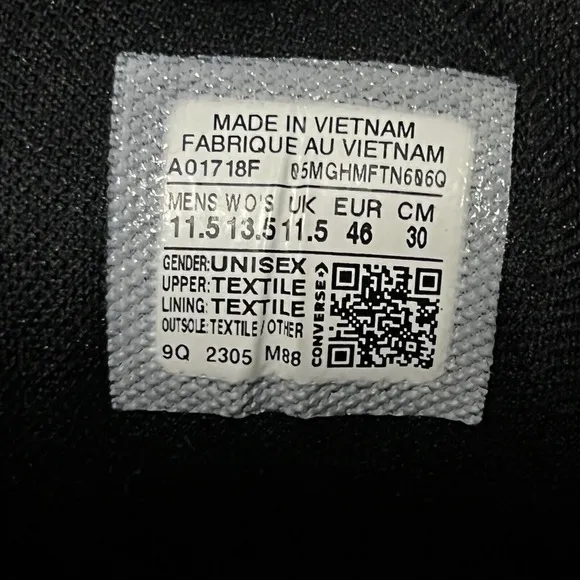 MADE IN VIETNAM
FABRIQUE AU VIETNAM
A01718F 05MGHMFTN606Q
MENS WO'S UK EUR CM
11.5 13.5 11.5 46 30
GENDER:UNISEX
UPPER:TEXTILE
LINING:TEXTILE
OUTSOLE:TEXTILE/OTHER
9Q 2305 M88
CONVERSE